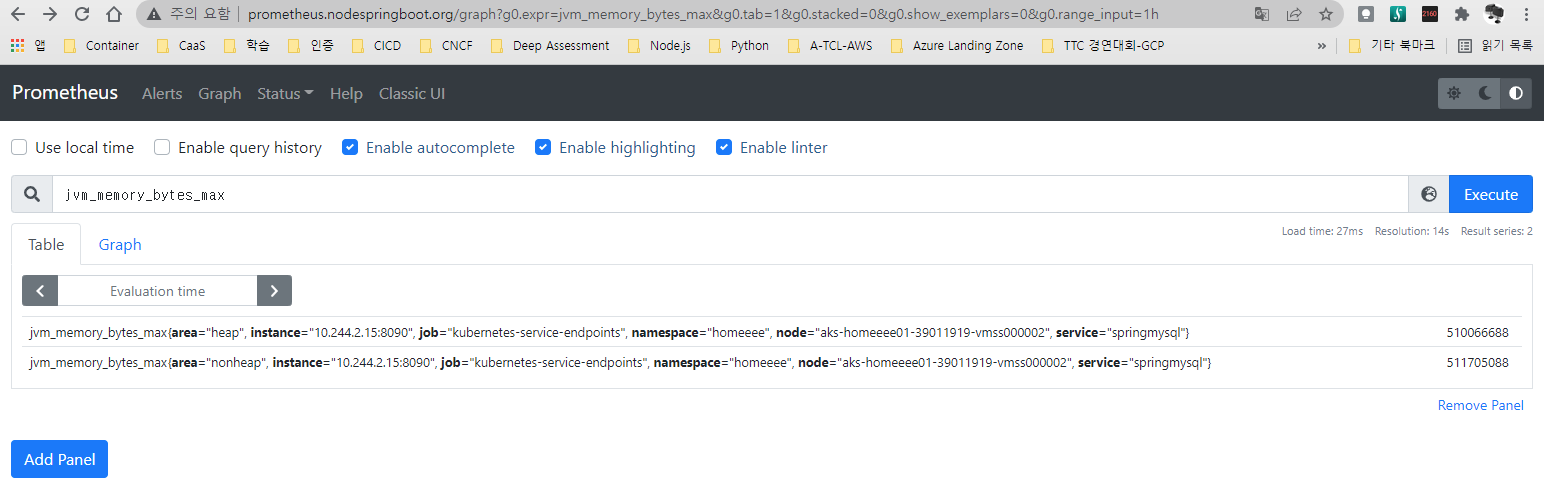 주의 요함 | prometheus.nodespringboot.org/graph?g0.expr=jvm_memory_bytes_max&g0.tab=1&g0.stacked=0&g0.show_exemplars=0&g0.range_input=1h 2160
앱 Container CaaS 학습 인증 CICD CNCF Deep Assessment Node.js Python A-TCL-AWS Azure Landing Zone TTC 경연대회-GCP » 기타 북마크 읽기 목록
Prometheus Alerts Graph Status Help Classic UI
Use local time Enable query history Enable autocomplete Enable highlighting Enable linter
jvm_memory_bytes_max Execute
Table Graph Load time: 27ms Resolution: 14s Result series: 2
Evaluation time
jvm_memory_bytes_max{area="heap", instance="10.244.2.15:8090", job="kubernetes-service-endpoints", namespace="homeeee", node="aks-homeeee01-39011919-vmss000002", service="springmysql"} 510066688
jvm_memory_bytes_max{area="nonheap", instance="10.244.2.15:8090", job="kubernetes-service-endpoints", namespace="homeeee", node="aks-homeeee01-39011919-vmss000002", service="springmysql"} 511705088
Remove Panel
Add Panel